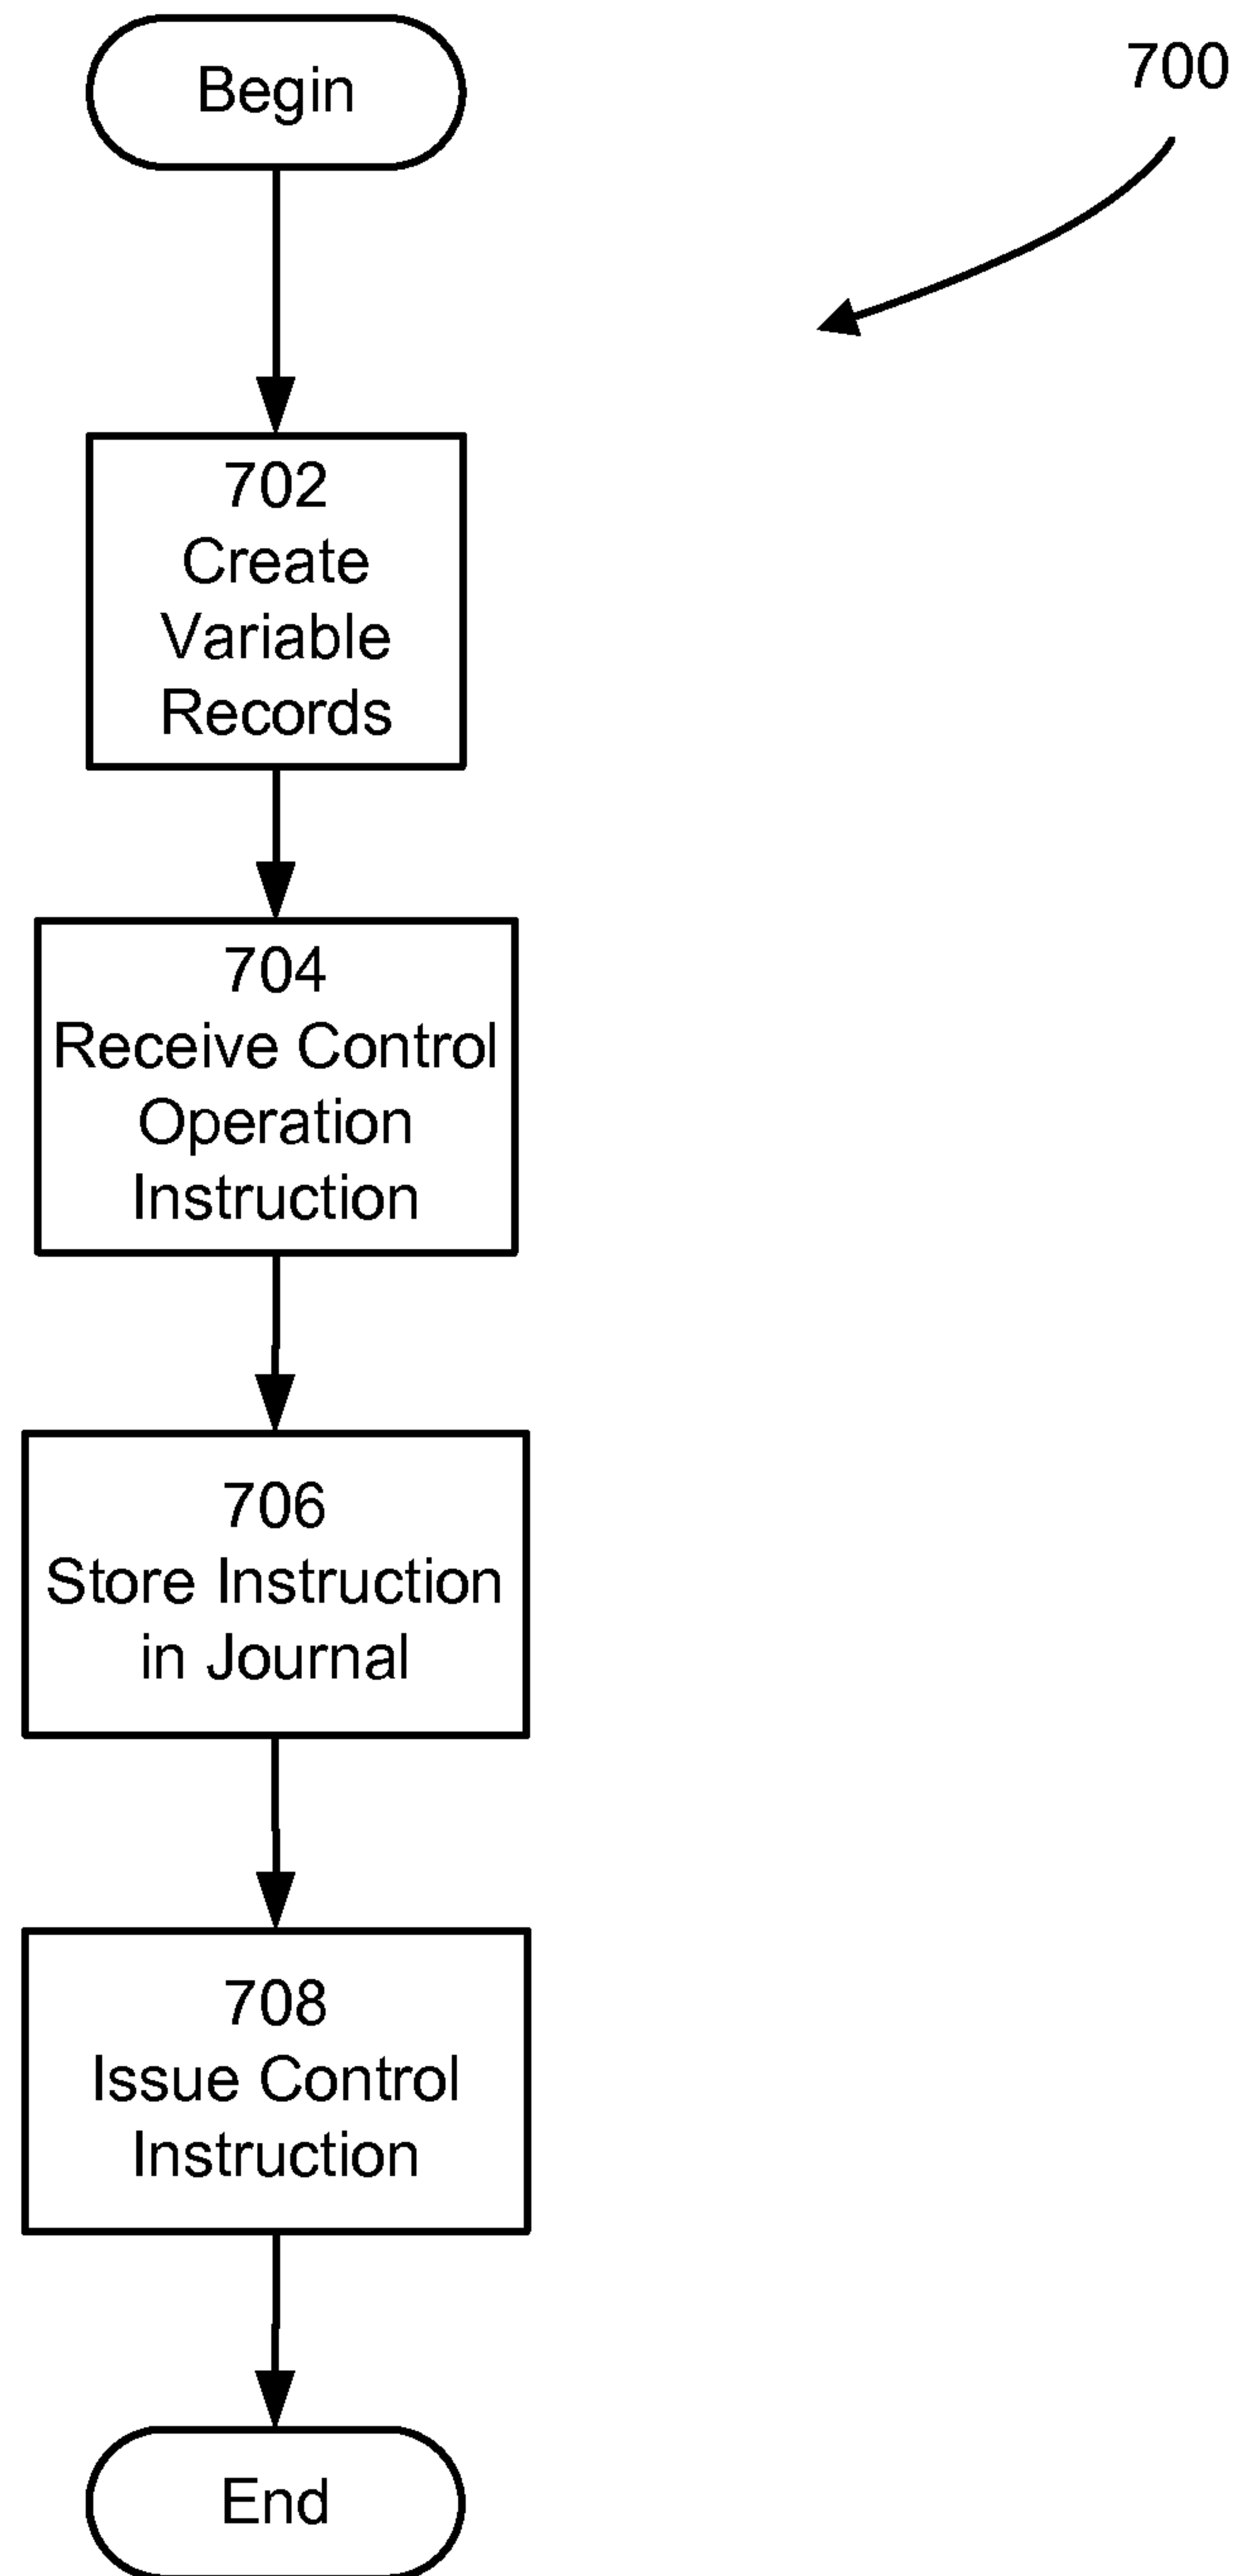 Begin
700
702
Create
Variable
Records
704
Receive Control
Operation
Instruction
706
Store Instruction
in Journal
708
Issue Control
Instruction
End